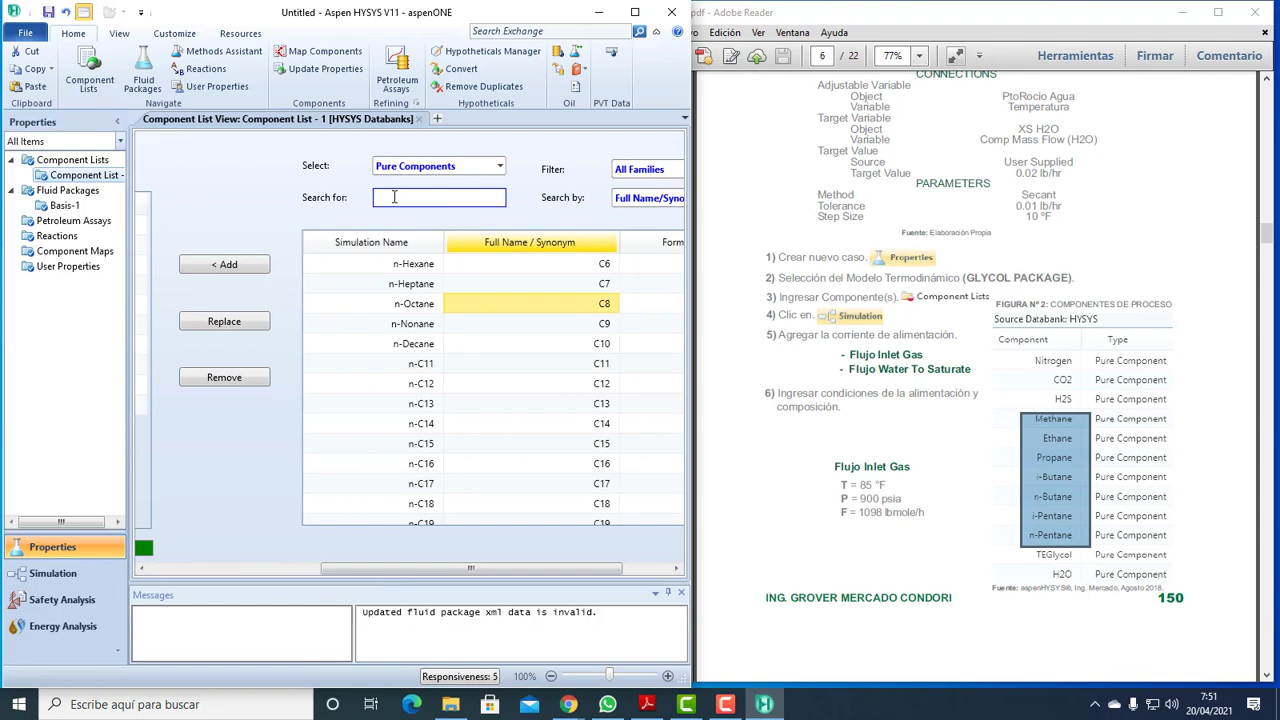 Untitled - Aspen HYSYS V11 - aspenONE
File
Home
View
Customize
Resources
Search Exchange
Cut
Copy
Paste
Clipboard
Component Lists
Fluid Packages
Methods Assistant
Reactions
User Properties
Navigate
Map Components
Update Properties
Components
Petroleum Assays
Refining
Hypotheticals Manager
Convert
Remove Duplicates
Hypotheticals
Oil
PVT Data
Properties
All Items
Component Lists
Component List -
Fluid Packages
Basis-1
Petroleum Assays
Reactions
Component Maps
User Properties
Properties
Simulation
Safety Analysis
Energy Analysis
Component List View: Component List - 1 [HYSYS Databanks]
Select: Pure Components Filter: All Families
Search for: Search by: Full Name/Syno
< Add
Replace
Remove
Simulation Name Full Name / Synonym Form
n-Hexane C6
n-Heptane C7
n-Octane C8
n-Nonane C9
n-Decane C10
n-C11 C11
n-C12 C12
n-C13 C13
n-C14 C14
n-C15 C15
n-C16 C16
n-C17 C17
n-C18 C18
n-C19 C19
Messages
Updated fluid package xml data is invalid.
Responsiveness: 5 100%
pdf - Adobe Reader
vo Edición Ver Ventana Ayuda
6 / 22 77% Herramientas Firmar Comentario
CONNECTIONS
Adjustable Variable
Object PtoRocio Agua
Variable Temperatura
Target Variable
Object XS H2O
Variable Comp Mass Flow (H2O)
Target Value
Source User Supplied
Target Value 0.02 lb/hr
PARAMETERS
Method Secant
Tolerance 0.01 lb/hr
Step Size 10 ºF
Fuente: Elaboración Propia
1) Crear nuevo caso. Properties
2) Selección del Modelo Termodinámico (GLYCOL PACKAGE).
3) Ingresar Componente(s). Component Lists
4) Clic en. Simulation
5) Agregar la corriente de alimentación.
- Flujo Inlet Gas
- Flujo Water To Saturate
6) Ingresar condiciones de la alimentación y
composición.
Flujo Inlet Gas
T = 85 °F
P = 900 psia
F = 1098 lbmole/h
FIGURA Nº 2: COMPONENTES DE PROCESO
Source Databank: HYSYS
Component Type
Nitrogen Pure Component
CO2 Pure Component
H2S Pure Component
Methane Pure Component
Ethane Pure Component
Propane Pure Component
i-Butane Pure Component
n-Butane Pure Component
i-Pentane Pure Component
n-Pentane Pure Component
TEGlycol Pure Component
H2O Pure Component
Fuente: aspenHYSYS®, Ing. Mercado, Agosto 2018.
ING. GROVER MERCADO CONDORI 150
Escribe aquí para buscar
7:51
20/04/2021